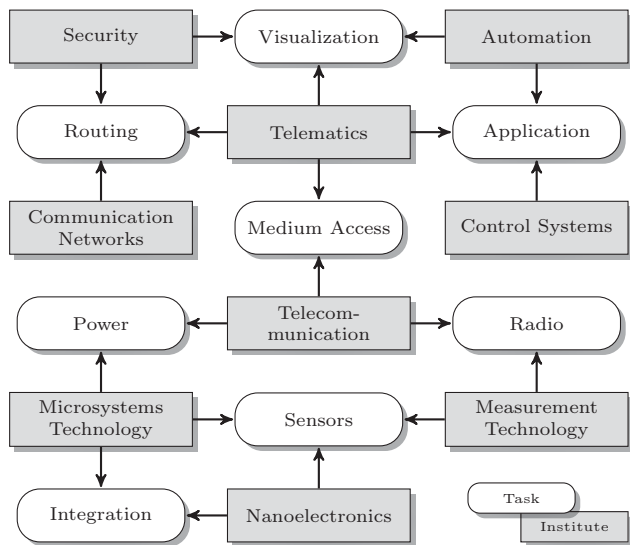 Security
Visualization
Automation
Routing
Telematics
Application
Communication
Networks
Medium Access
Control Systems
Power
Telecom-
munication
Radio
Microsystems
Technology
Sensors
Measurement
Technology
Integration
Nanoelectronics
Task
Institute